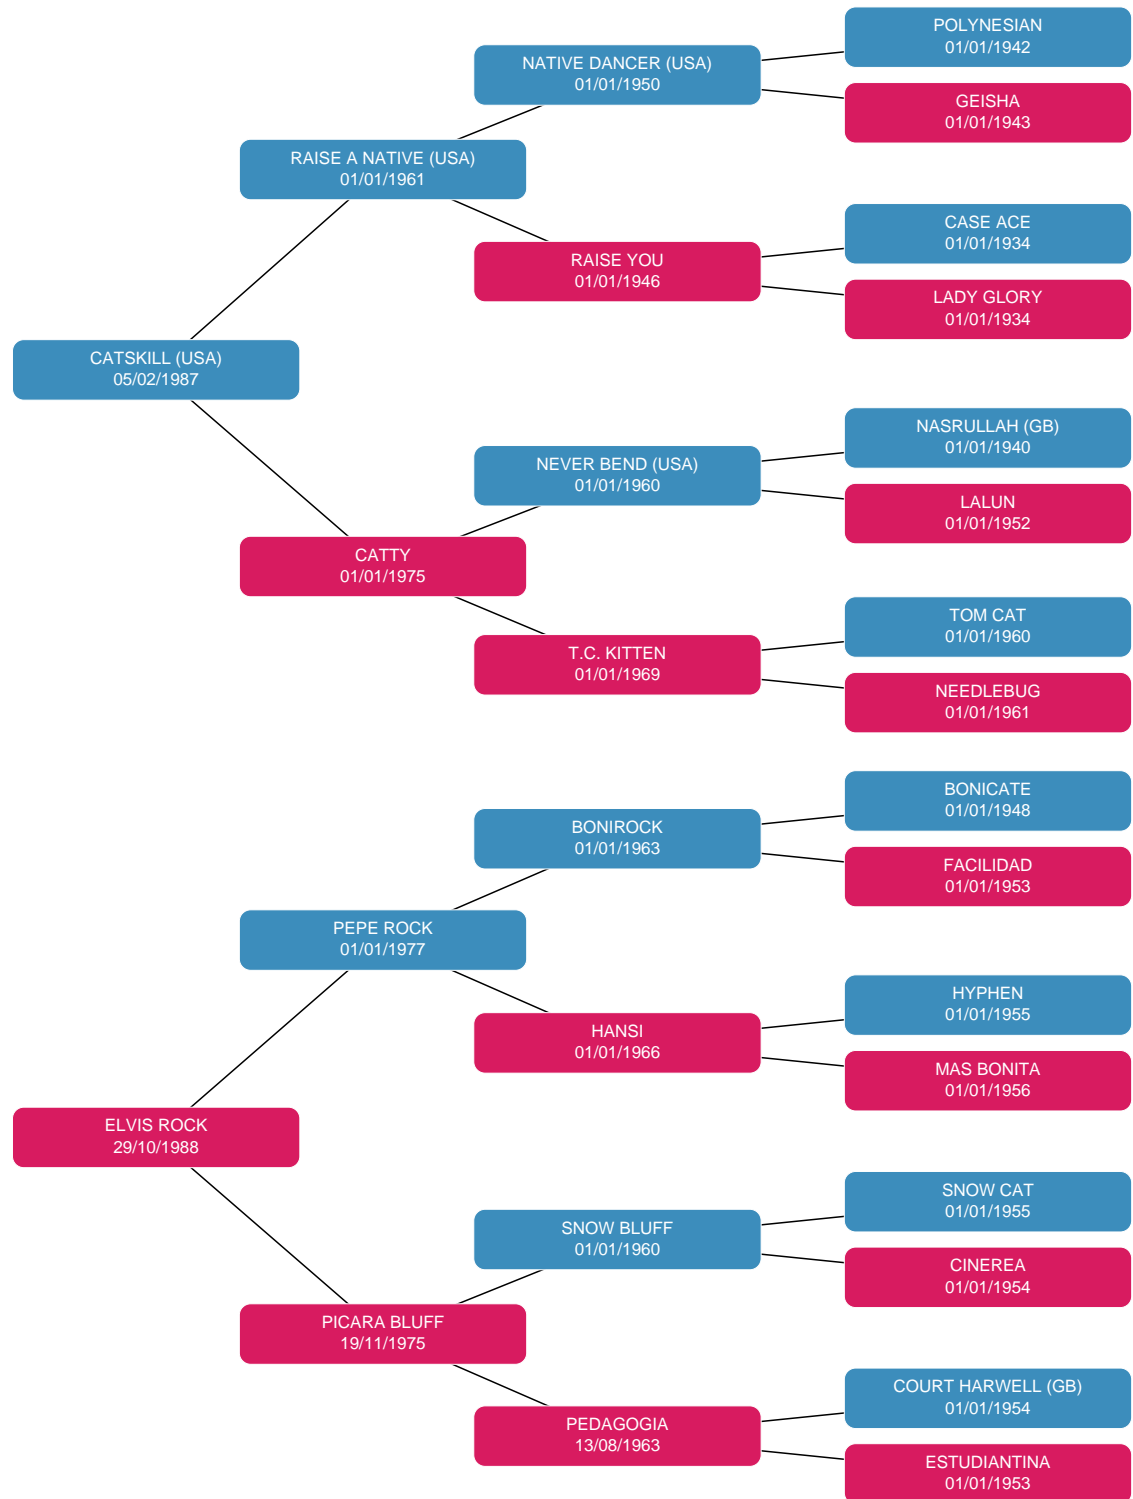 POLYNESIAN
01/01/1942
NATIVE DANCER (USA)
01/01/1950
GEISHA
01/01/1943
RAISE A NATIVE (USA)
01/01/1961
CASE ACE
01/01/1934
RAISE YOU
01/01/1946
LADY GLORY
01/01/1934
CATSKILL (USA)
05/02/1987
NASRULLAH (GB)
01/01/1940
NEVER BEND (USA)
01/01/1960
LALUN
01/01/1952
CATTY
01/01/1975
TOM CAT
01/01/1960
T.C. KITTEN
01/01/1969
NEEDLEBUG
01/01/1961
BONICATE
01/01/1948
BONIROCK
01/01/1963
FACILIDAD
01/01/1953
PEPE ROCK
01/01/1977
HYPHEN
01/01/1955
HANSI
01/01/1966
MAS BONITA
01/01/1956
ELVIS ROCK
29/10/1988
SNOW CAT
01/01/1955
SNOW BLUFF
01/01/1960
CINEREA
01/01/1954
PICARA BLUFF
19/11/1975
COURT HARWELL (GB)
01/01/1954
PEDAGOGIA
13/08/1963
ESTUDIANTINA
01/01/1953